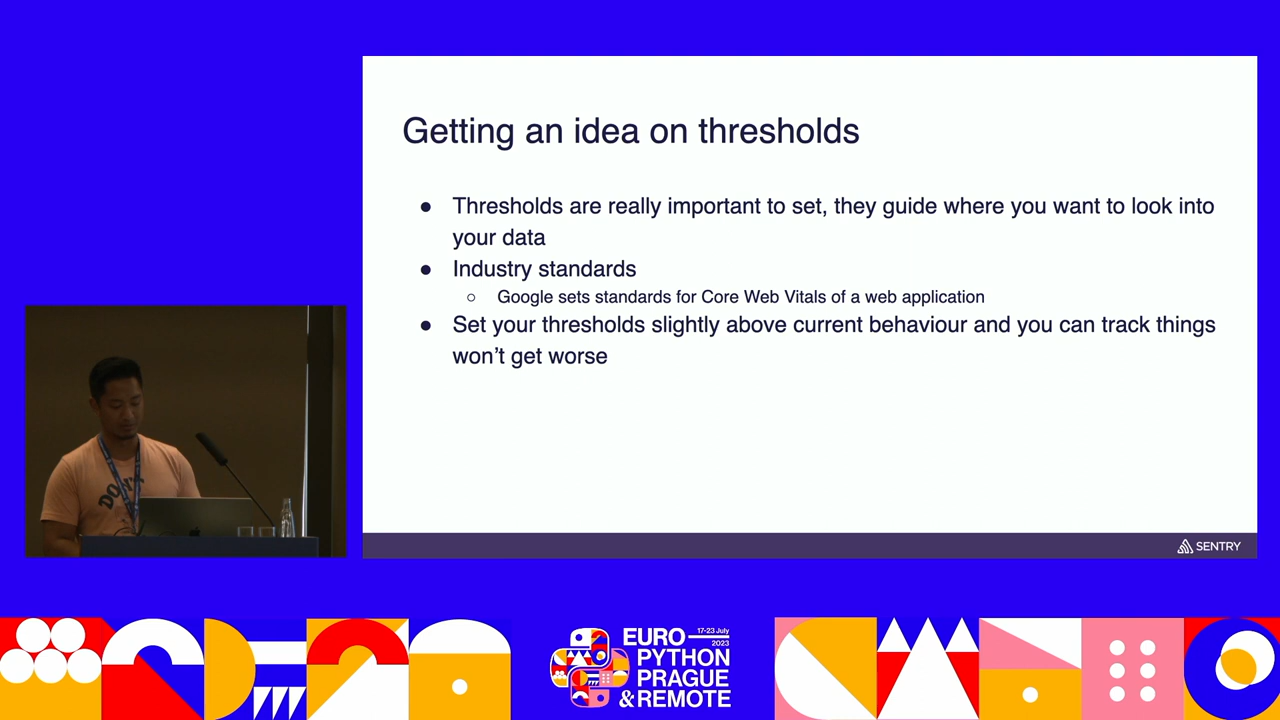 Getting an idea on thresholds
● Thresholds are really important to set, they guide where you want to look into
your data
● Industry standards
○ Google sets standards for Core Web Vitals of a web application
● Set your thresholds slightly above current behaviour and you can track things
won't get worse
SENTRY
17-23 July
2023
EURO
PYTHON
PRAGUE
& REMOTE